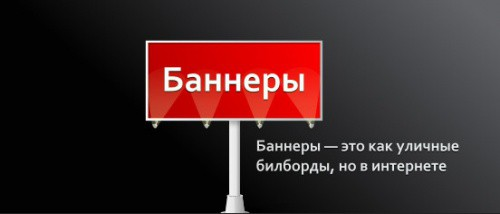 Баннеры
Баннеры — это как уличные
билборды, но в интернете